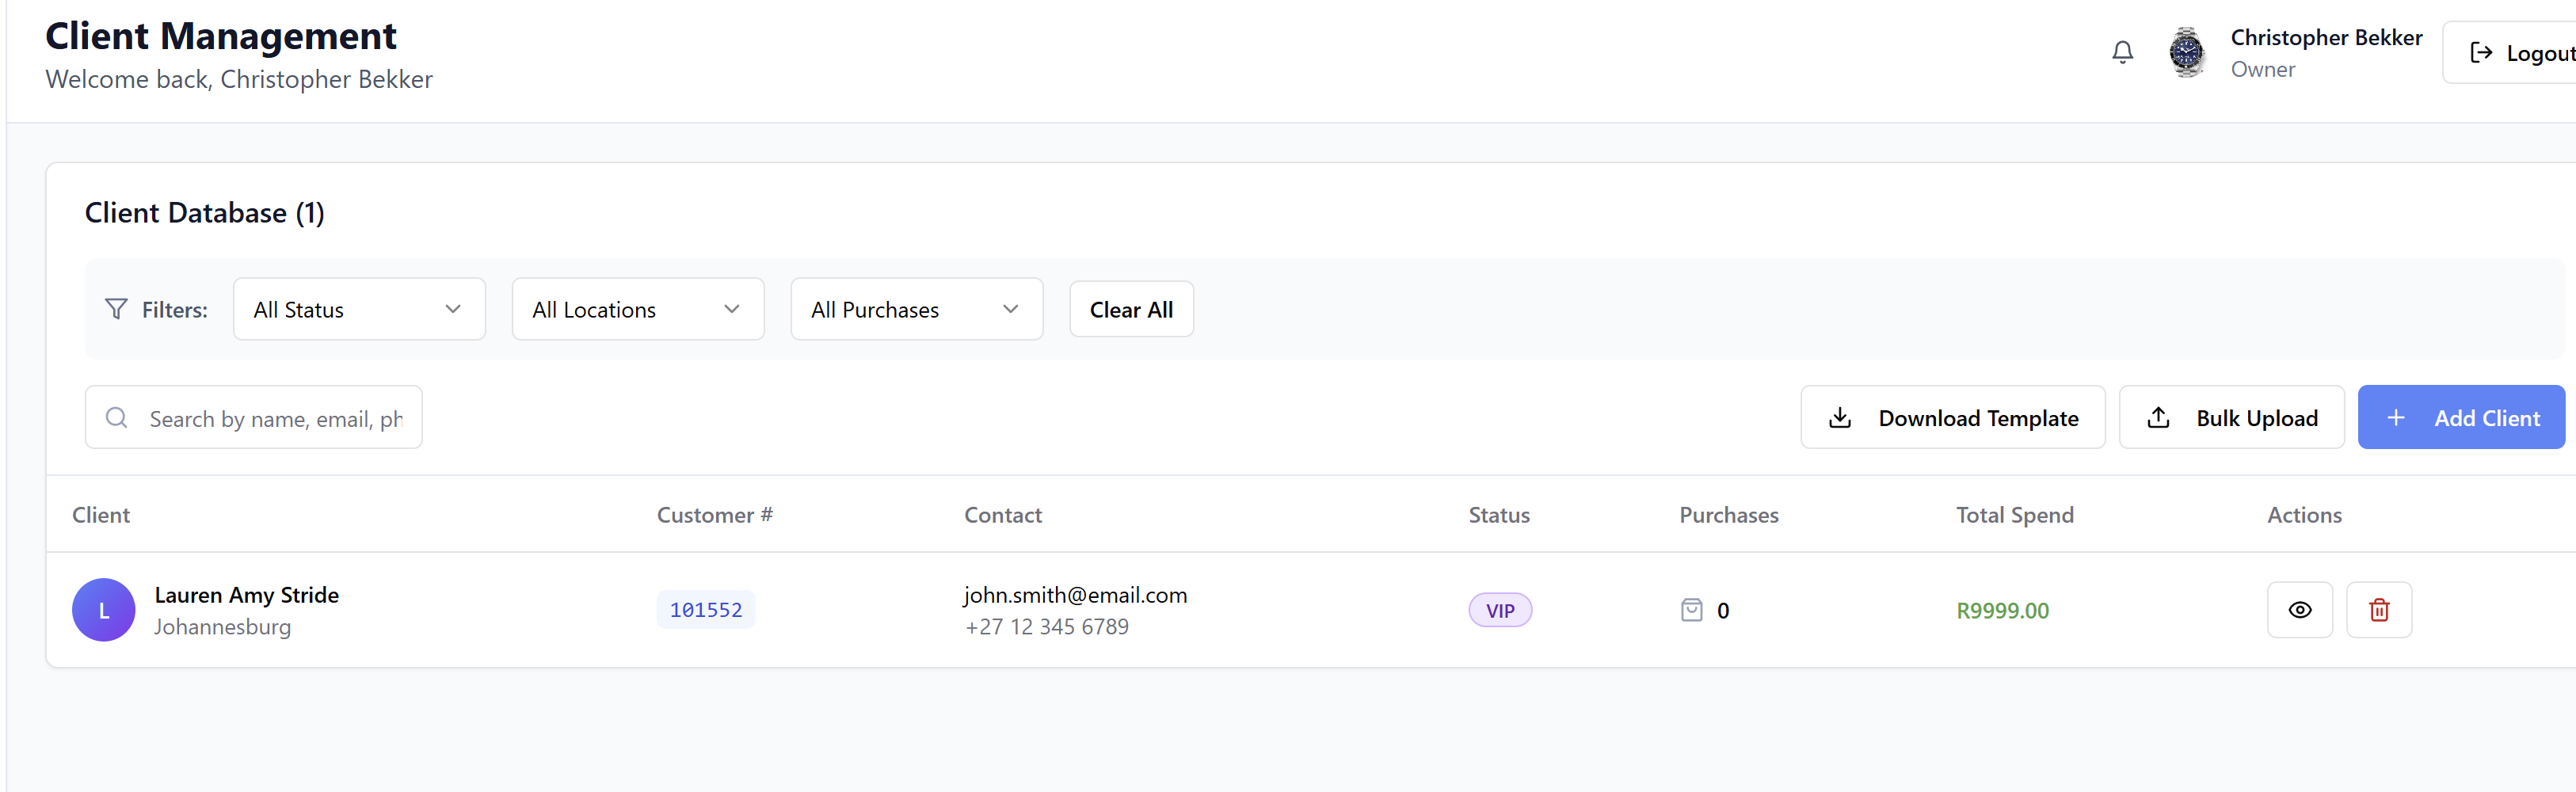 Client Management
Welcome back, Christopher Bekker
Christopher Bekker
Owner
Logout
Client Database (1)
Filters:
All Status
All Locations
All Purchases
Clear All
Search by name, email, ph
Download Template
Bulk Upload
Add Client
Client
Customer #
Contact
Status
Purchases
Total Spend
Actions
L
Lauren Amy Stride
Johannesburg
101552
john.smith@email.com
+27 12 345 6789
VIP
0
R9999.00